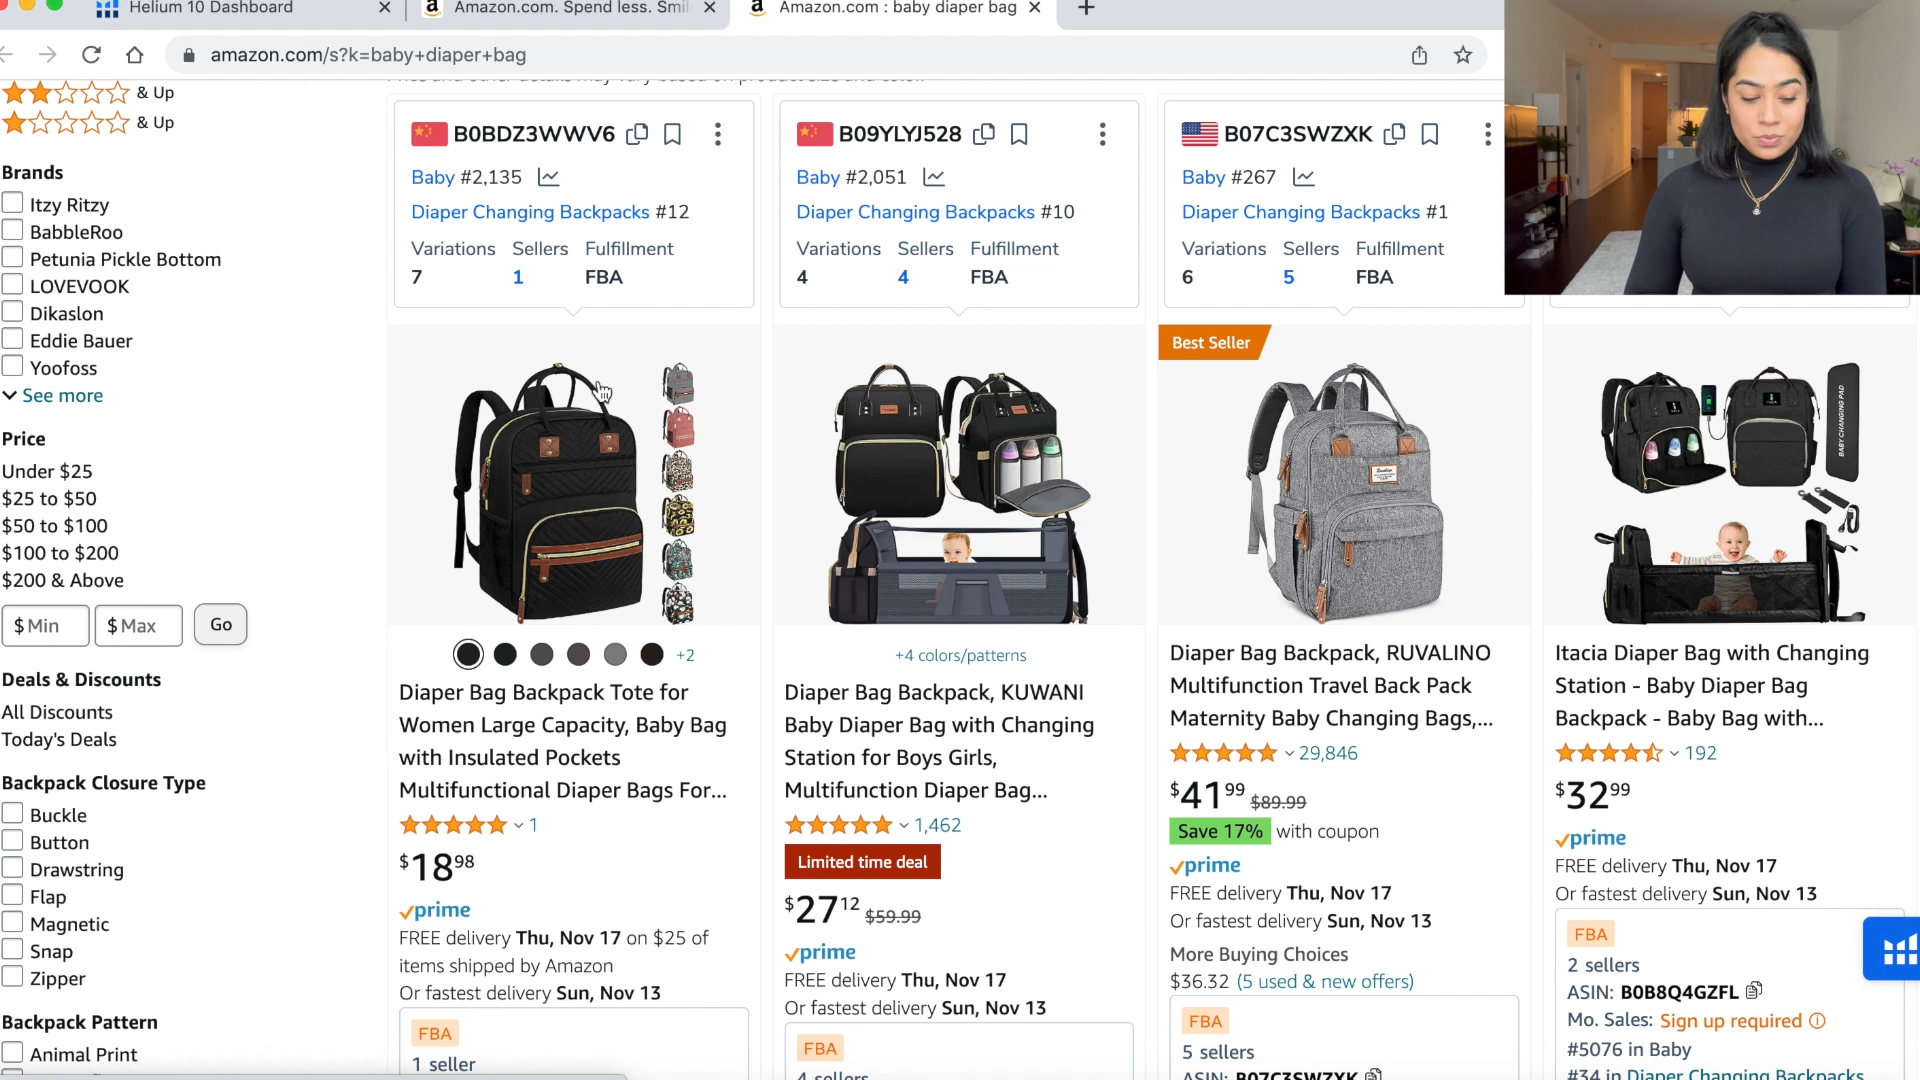 Helium 10 Dashboard
Amazon.com. Spend less. Smil
Amazon.com : baby diaper bag
amazon.com/s?k=baby+diaper+bag
& Up
& Up
Brands
Itzy Ritzy
BabbleRoo
Petunia Pickle Bottom
LOVEVOOK
Dikaslon
Eddie Bauer
Yoofoss
See more
Price
Under $25
$25 to $50
$50 to $100
$100 to $200
$200 & Above
$ Min
$ Max
Go
Deals & Discounts
All Discounts
Today's Deals
Backpack Closure Type
Buckle
Button
Drawstring
Flap
Magnetic
Snap
Zipper
Backpack Pattern
Animal Print
B0BDZ3WWV6
Baby #2,135
Diaper Changing Backpacks #12
Variations Sellers Fulfillment
7 1 FBA
+2
Diaper Bag Backpack Tote for
Women Large Capacity, Baby Bag
with Insulated Pockets
Multifunctional Diaper Bags For...
1
$18.98
prime
FREE delivery Thu, Nov 17 on $25 of
items shipped by Amazon
Or fastest delivery Sun, Nov 13
FBA
1 seller
B09YLYJ528
Baby #2,051
Diaper Changing Backpacks #10
Variations Sellers Fulfillment
4 4 FBA
+4 colors/patterns
Diaper Bag Backpack, KUWANI
Baby Diaper Bag with Changing
Station for Boys Girls,
Multifunction Diaper Bag...
1,462
Limited time deal
$27.12 $59.99
prime
FREE delivery Thu, Nov 17
Or fastest delivery Sun, Nov 13
FBA
4 sellers
B07C3SWZXK
Baby #267
Diaper Changing Backpacks #1
Variations Sellers Fulfillment
6 5 FBA
Best Seller
Diaper Bag Backpack, RUVALINO
Multifunction Travel Back Pack
Maternity Baby Changing Bags,...
29,846
$41.99 $89.99
Save 17% with coupon
prime
FREE delivery Thu, Nov 17
Or fastest delivery Sun, Nov 13
More Buying Choices
$36.32 (5 used & new offers)
FBA
5 sellers
ASIN: B07C3SWZXK
BABY CHANGING PAD
Itacia Diaper Bag with Changing
Station - Baby Diaper Bag
Backpack - Baby Bag with...
192
$32.99
prime
FREE delivery Thu, Nov 17
Or fastest delivery Sun, Nov 13
FBA
2 sellers
ASIN: B0B8Q4GZFL
Mo. Sales: Sign up required
#5076 in Baby
#34 in Diaper Changing Backpacks